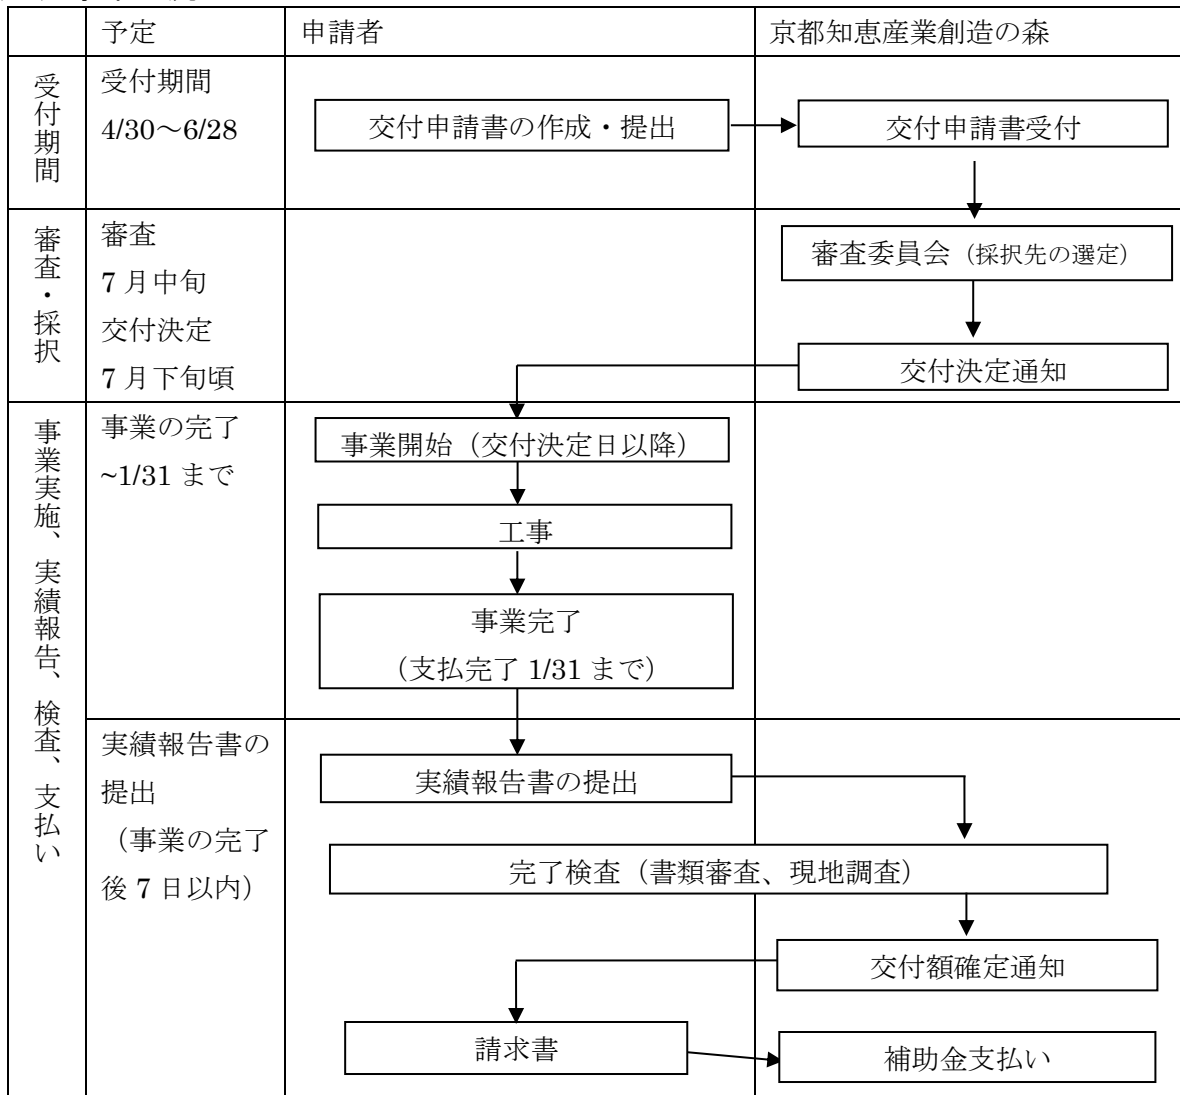 予定
申請者
京都知恵産業創造の森
受付期間
受付期間
4/30～6/28
交付申請書の作成・提出
交付申請書受付
審査・採択
審査
7 月中旬
交付決定
7 月下旬頃
審査委員会（採択先の選定）
交付決定通知
事業実施、実績報告、検査、支払い
事業の完了
~1/31 まで
事業開始（交付決定日以降）
工事
事業完了
（支払完了 1/31 まで）
実績報告書の
提出
（事業の完了
後 7 日以内）
実績報告書の提出
完了検査（書類審査、現地調査）
交付額確定通知
請求書
補助金支払い